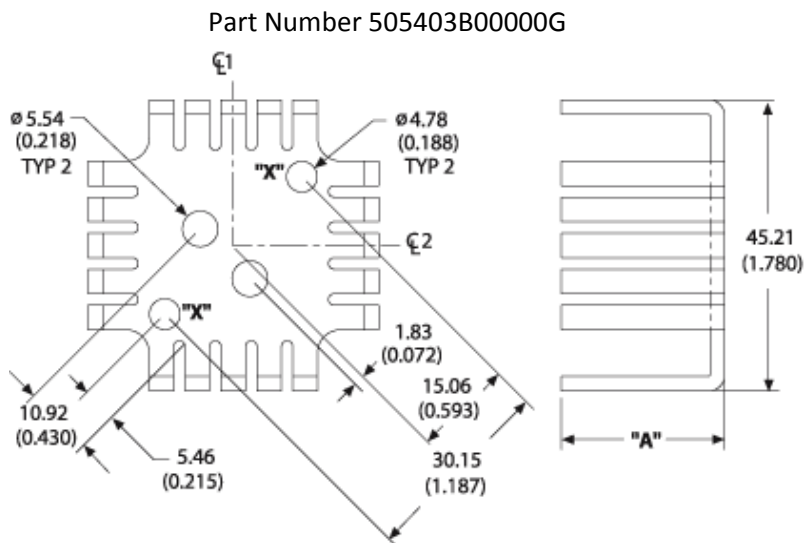 Part Number 505403B00000G
℄1
ø5.54
(0.218)
TYP 2
ø4.78
(0.188)
TYP 2
"X"
℄2
45.21
(1.780)
"X"
1.83
(0.072)
15.06
(0.593)
10.92
(0.430)
5.46
(0.215)
30.15
(1.187)
"A"